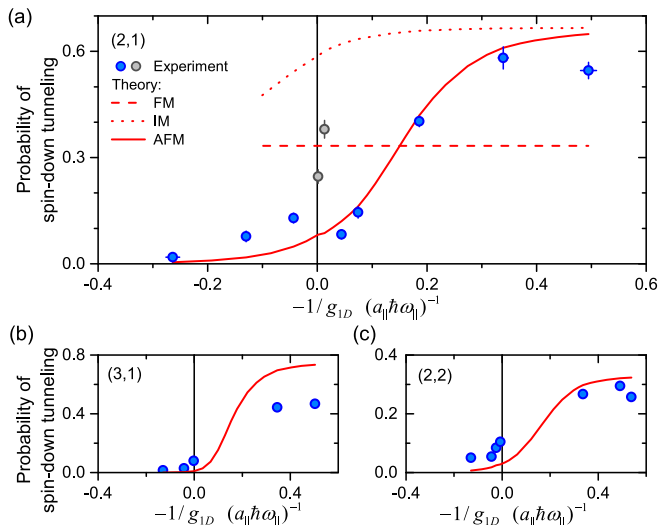 (a)
(2,1)
Experiment
Theory:
FM
IM
AFM
Probability of
spin-down tunneling
0.6
0.3
0.0
-0.4 -0.2 0.0 0.2 0.4 0.6
−1/g1D (a||ħω||)−1
(b)
(3,1)
Probability of
spin-down tunneling
0.8
0.4
0.0
0.0 0.4
−1/g1D (a||ħω||)−1
(c)
(2,2)
0.4
0.2
0.0
-0.4 0.0 0.4
−1/g1D (a||ħω||)−1